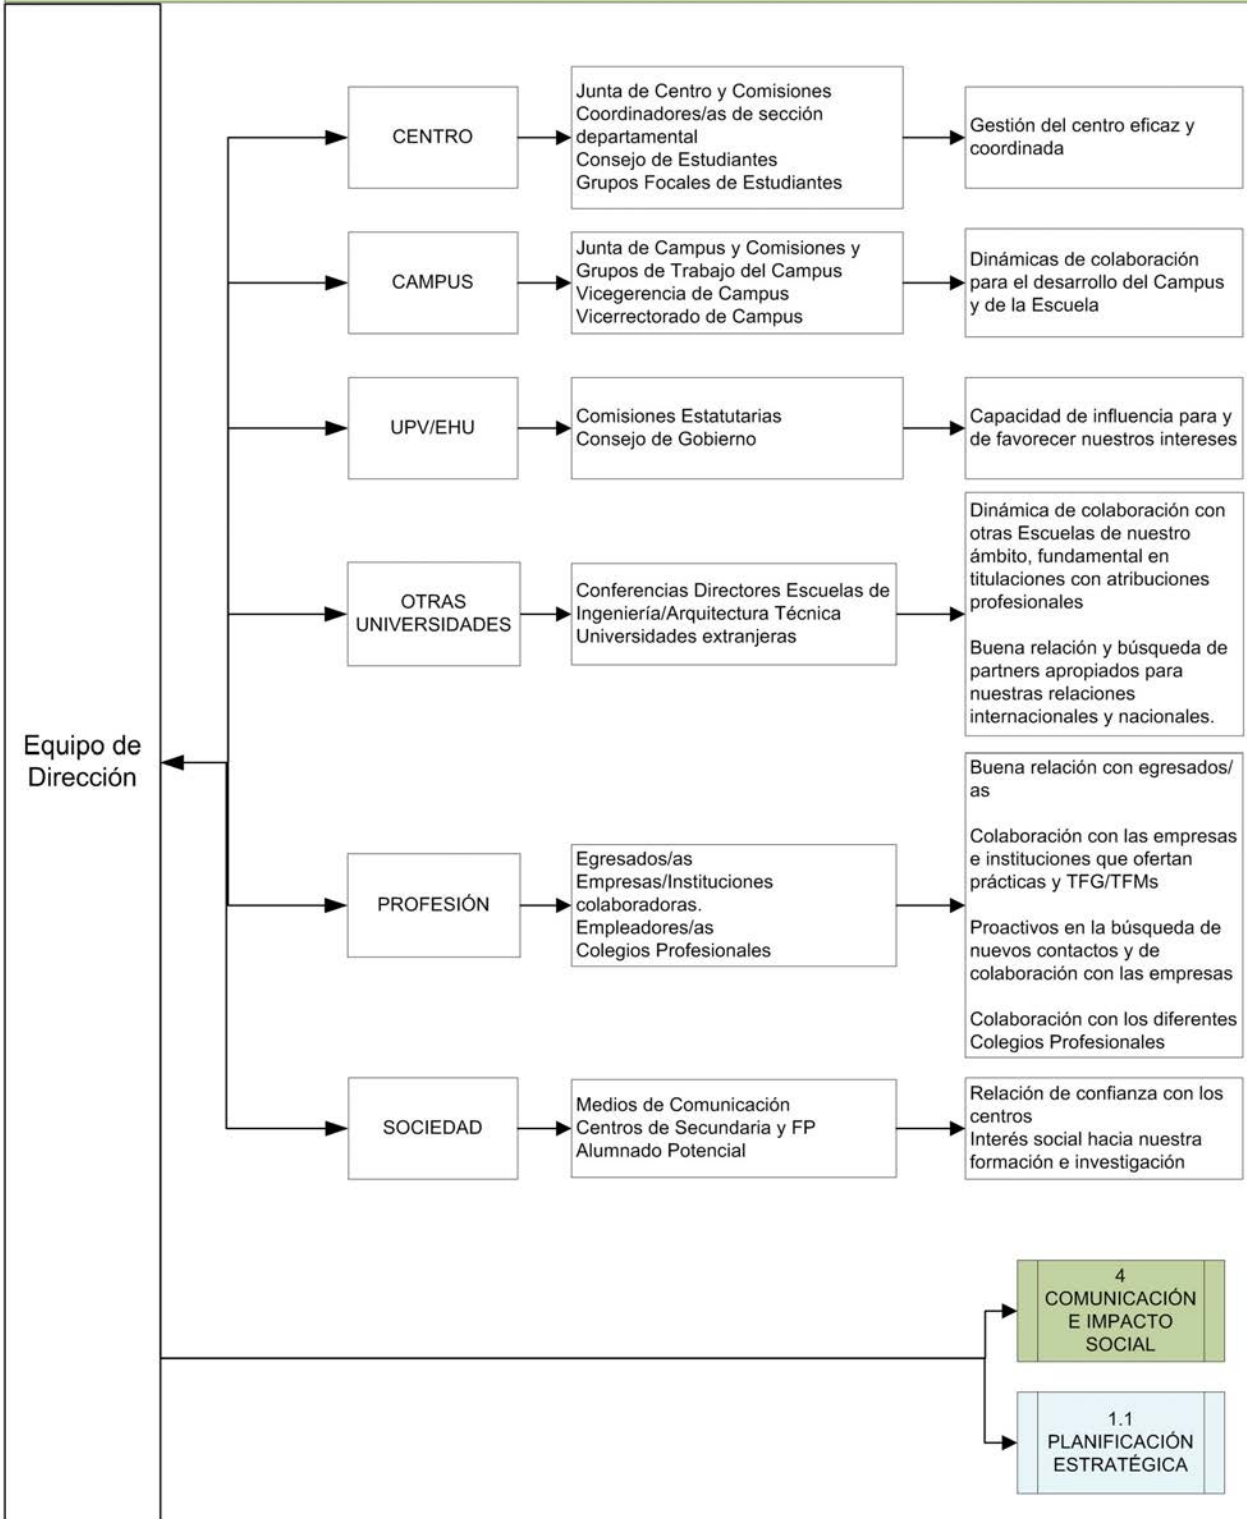 Equipo de
Dirección
CENTRO
Junta de Centro y Comisiones
Coordinadores/as de sección
departamental
Consejo de Estudiantes
Grupos Focales de Estudiantes
Gestión del centro eficaz y
coordinada
CAMPUS
Junta de Campus y Comisiones y
Grupos de Trabajo del Campus
Vicegerencia de Campus
Vicerrectorado de Campus
Dinámicas de colaboración
para el desarrollo del Campus
y de la Escuela
UPV/EHU
Comisiones Estatutarias
Consejo de Gobierno
Capacidad de influencia para y
de favorecer nuestros intereses
OTRAS
UNIVERSIDADES
Conferencias Directores Escuelas de
Ingeniería/Arquitectura Técnica
Universidades extranjeras
Dinámica de colaboración con
otras Escuelas de nuestro
ámbito, fundamental en
titulaciones con atribuciones
profesionales
Buena relación y búsqueda de
partners apropiados para
nuestras relaciones
internacionales y nacionales.
PROFESIÓN
Egresados/as
Empresas/Instituciones
colaboradoras.
Empleadores/as
Colegios Profesionales
Buena relación con egresados/
as
Colaboración con las empresas
e instituciones que ofertan
prácticas y TFG/TFMs
Proactivos en la búsqueda de
nuevos contactos y de
colaboración con las empresas
Colaboración con los diferentes
Colegios Profesionales
SOCIEDAD
Medios de Comunicación
Centros de Secundaria y FP
Alumnado Potencial
Relación de confianza con los
centros
Interés social hacia nuestra
formación e investigación
4
COMUNICACIÓN
E IMPACTO
SOCIAL
1.1
PLANIFICACIÓN
ESTRATÉGICA